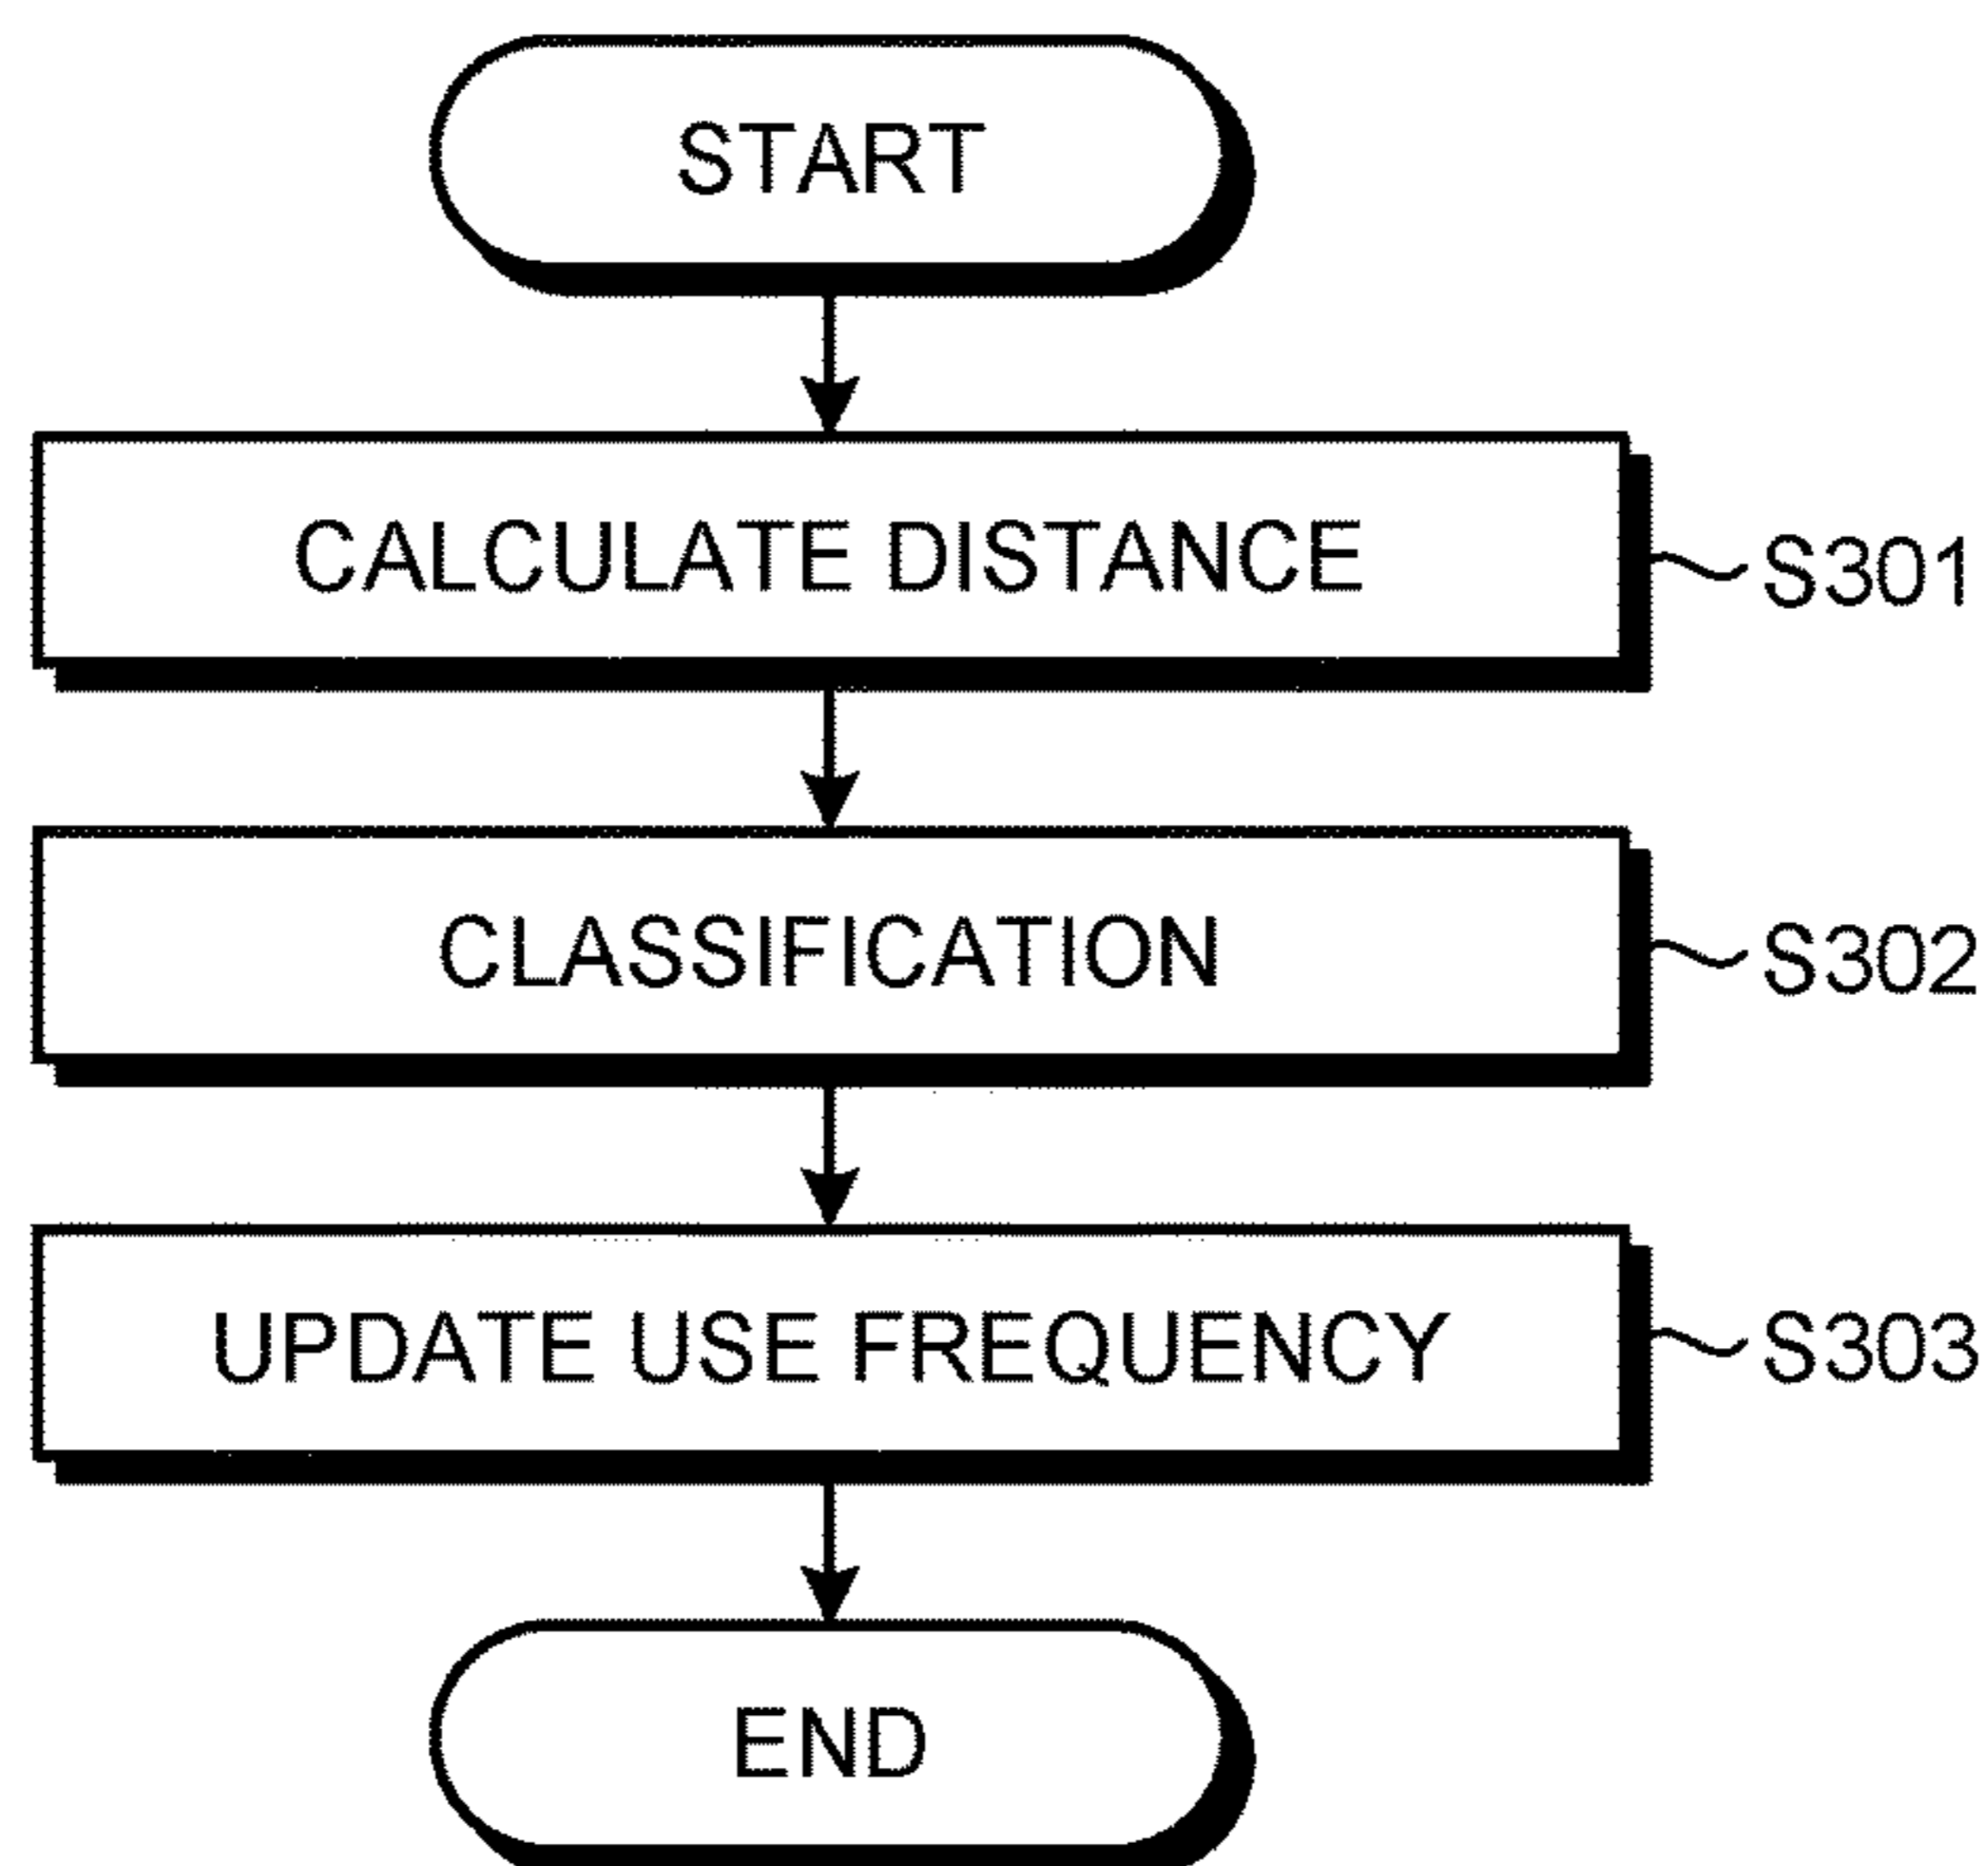 START
CALCULATE DISTANCE S301
CLASSIFICATION S302
UPDATE USE FREQUENCY S303
END